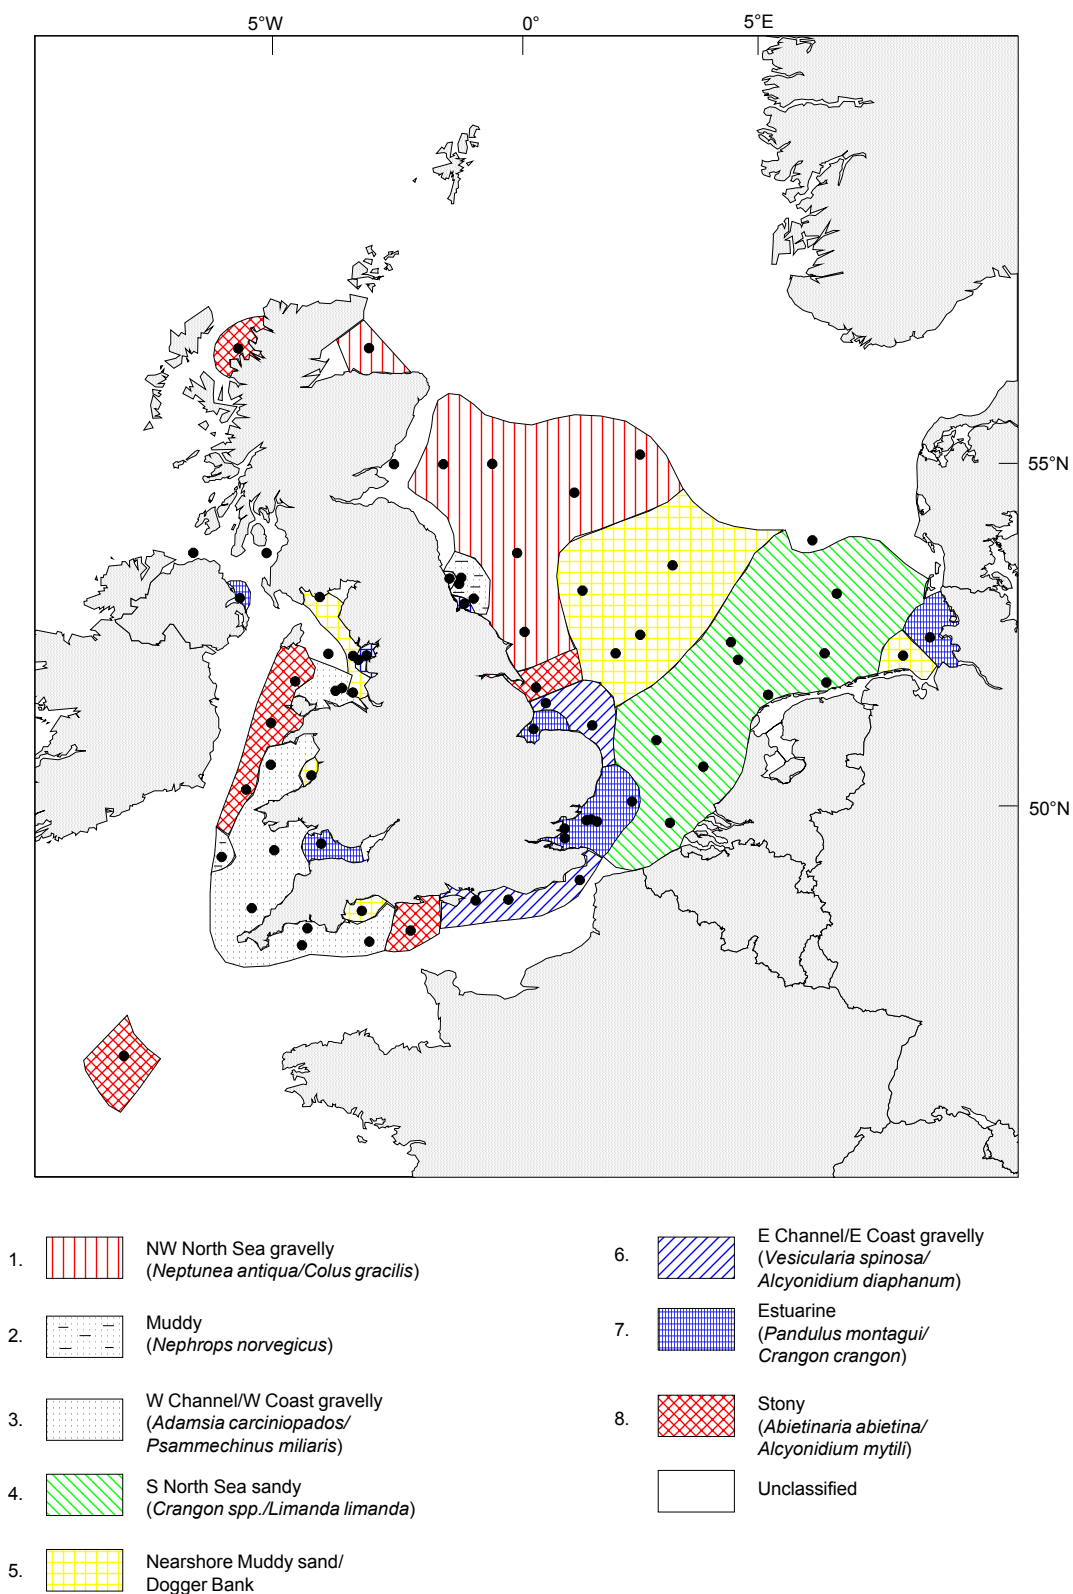 5°W
0°
5°E
55°N
50°N
1.
NW North Sea gravelly
(Neptunea antiqua/Colus gracilis)
2.
Muddy
(Nephrops norvegicus)
3.
W Channel/W Coast gravelly
(Adamsia carciniopados/
Psammechinus miliaris)
4.
S North Sea sandy
(Crangon spp./Limanda limanda)
5.
Nearshore Muddy sand/
Dogger Bank
6.
E Channel/E Coast gravelly
(Vesicularia spinosa/
Alcyonidium diaphanum)
7.
Estuarine
(Pandulus montagui/
Crangon crangon)
8.
Stony
(Abietinaria abietina/
Alcyonidium mytili)
Unclassified